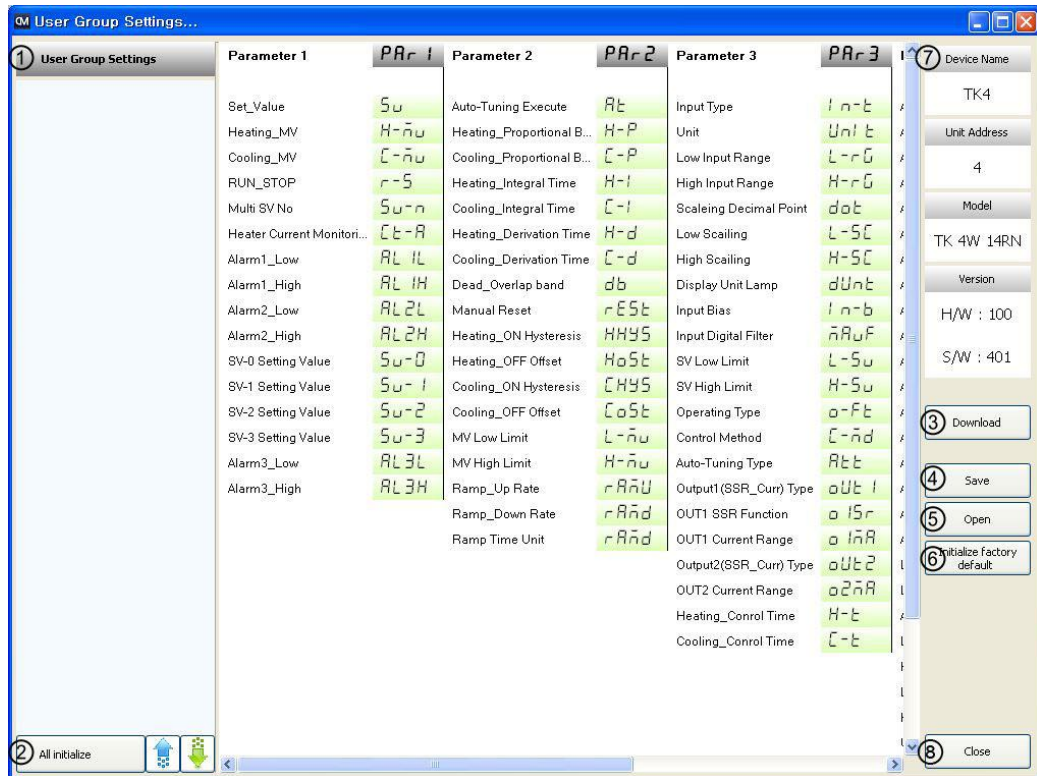 User Group Settings...
① User Group Settings
Parameter 1 PAr 1 Parameter 2 PAr2 Parameter 3 PAr3
⑦ Device Name
TK4
Unit Address
4
Model
TK 4W 14RN
Version
H/W : 100
S/W : 401
Set_Value Su Auto-Tuning Execute At Input Type In-t
Heating_MV H-mu Heating_Proportional B... H-P Unit UnIt
Cooling_MV C-mu Cooling_Proportional B... C-P Low Input Range L-rG
RUN_STOP r-S Heating_Integral Time H-I High Input Range H-rG
Multi SV No Su-n Cooling_Integral Time C-I Scaleing Decimal Point dot
Heater Current Monitori... Ct-A Heating_Derivation Time H-d Low Scailing L-SC
Alarm1_Low AL1L Cooling_Derivation Time C-d High Scailing H-SC
Alarm1_High AL1H Dead_Overlap band db Display Unit Lamp dUnt
Alarm2_Low AL2L Manual Reset rESt Input Bias In-b
Alarm2_High AL2H Heating_ON Hysteresis HHYS Input Digital Filter mAuF
SV-0 Setting Value Su-0 Heating_OFF Offset HoSt SV Low Limit L-Su
SV-1 Setting Value Su-1 Cooling_ON Hysteresis CHYS SV High Limit H-Su
SV-2 Setting Value Su-2 Cooling_OFF Offset CoSt Operating Type o-Ft
SV-3 Setting Value Su-3 MV Low Limit L-mu Control Method C-md
Alarm3_Low AL3L MV High Limit H-mu Auto-Tuning Type Att
Alarm3_High AL3H Ramp_Up Rate rAmU Output1(SSR_Curr) Type oUt1
Ramp_Down Rate rAmd OUT1 SSR Function o1Sr
Ramp Time Unit rAmd OUT1 Current Range o1mA
Output2(SSR_Curr) Type oUt2
OUT2 Current Range o2mA
Heating_Conrol Time H-t
Cooling_Conrol Time C-t
③ Download
④ Save
⑤ Open
⑥ Initialize factory default
② All initialize
⑧ Close